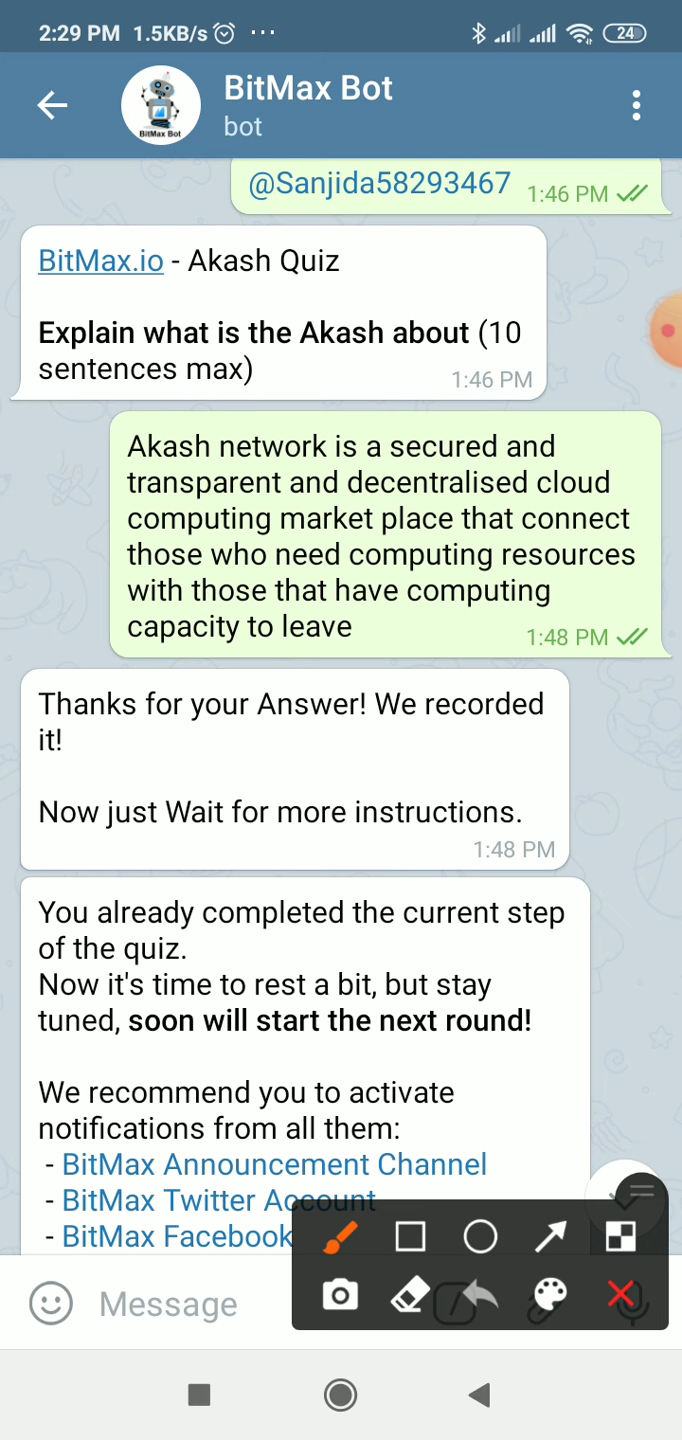 2:29 PM 1.5KB/s ...
24
BitMax Bot
bot
BitMax Bot
@Sanjida58293467
1:46 PM
BitMax.io - Akash Quiz
Explain what is the Akash about (10
sentences max)
1:46 PM
Akash network is a secured and
transparent and decentralised cloud
computing market place that connect
those who need computing resources
with those that have computing
capacity to leave
1:48 PM
Thanks for your Answer! We recorded
it!
Now just Wait for more instructions.
1:48 PM
You already completed the current step
of the quiz.
Now it's time to rest a bit, but stay
tuned, soon will start the next round!
We recommend you to activate
notifications from all them:
- BitMax Announcement Channel
- BitMax Twitter Account
- BitMax Facebook
Message